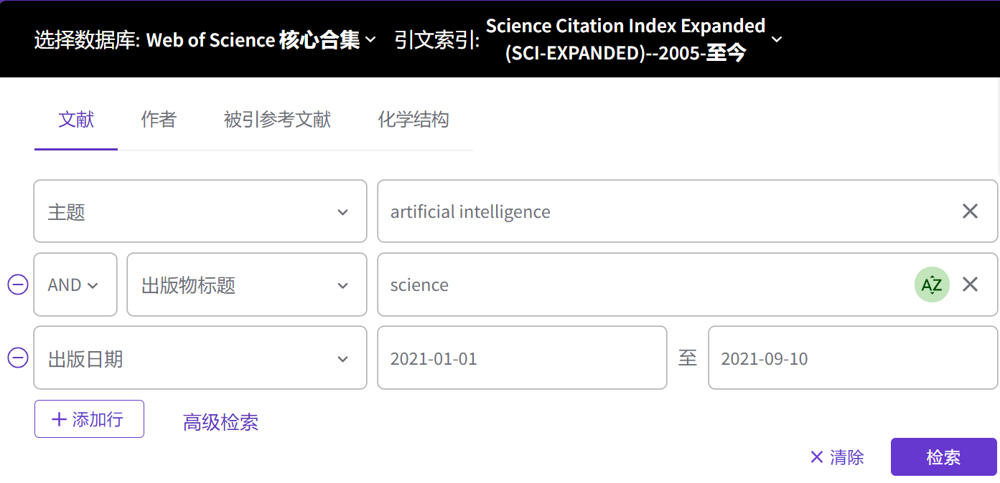 选择数据库: Web of Science 核心合集 引文索引: Science Citation Index Expanded
(SCI-EXPANDED)--2005-至今
文献 作者 被引参考文献 化学结构
主题 artificial intelligence
AND 出版物标题 science AZ
出版日期 2021-01-01 至 2021-09-10
添加行 高级检索
清除 检索